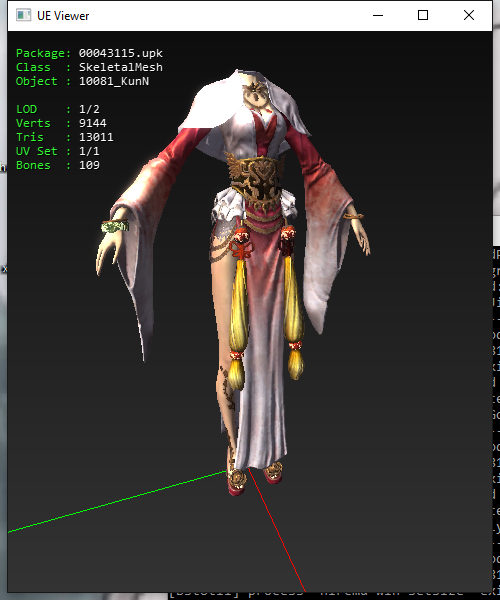 UE Viewer
Package: 00043115.upk
Class  : SkeletalMesh
Object : 10081_KunN
LOD    : 1/2
Verts  : 9144
Tris   : 13011
UV Set : 1/1
Bones  : 109